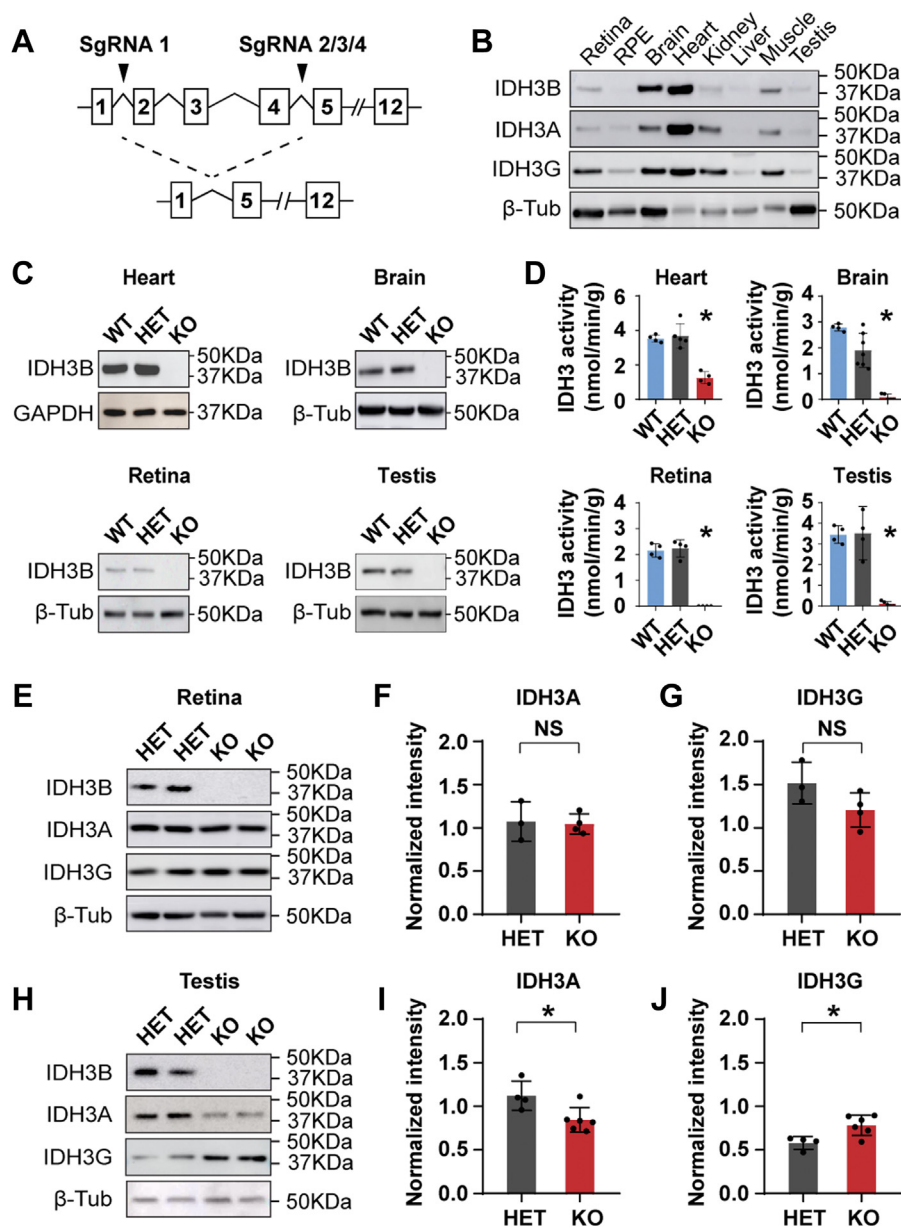 A
SgRNA 1 SgRNA 2/3/4
1 2 3 4 5 // 12
1 5 // 12
B
Retina RPE Brain Heart Kidney Liver Muscle Testis
IDH3B 50KDa 37KDa
IDH3A 50KDa 37KDa
IDH3G 50KDa 37KDa
β-Tub 50KDa
C
Heart
WT HET KO
IDH3B 50KDa 37KDa
GAPDH 37KDa
Brain
WT HET KO
IDH3B 50KDa 37KDa
β-Tub 50KDa
Retina
WT HET KO
IDH3B 50KDa 37KDa
β-Tub 50KDa
Testis
WT HET KO
IDH3B 50KDa 37KDa
β-Tub 50KDa
D
Heart
IDH3 activity
(nmol/min/g)
6
4
2
0
*
WT HET KO
Brain
IDH3 activity
(nmol/min/g)
4
3
2
1
0
*
WT HET KO
Retina
IDH3 activity
(nmol/min/g)
4
3
2
1
0
*
WT HET KO
Testis
IDH3 activity
(nmol/min/g)
5
4
3
2
1
0
*
WT HET KO
E
Retina
HET HET KO KO
IDH3B 50KDa 37KDa
IDH3A 50KDa 37KDa
IDH3G 50KDa 37KDa
β-Tub 50KDa
F
IDH3A
NS
Normalized intensity
2.0
1.5
1.0
0.5
0.0
HET KO
G
IDH3G
NS
Normalized intensity
2.0
1.5
1.0
0.5
0.0
HET KO
H
Testis
HET HET KO KO
IDH3B 50KDa 37KDa
IDH3A 50KDa 37KDa
IDH3G 50KDa 37KDa
β-Tub 50KDa
I
IDH3A
*
Normalized intensity
2.0
1.5
1.0
0.5
0.0
HET KO
J
IDH3G
*
Normalized intensity
2.0
1.5
1.0
0.5
0.0
HET KO